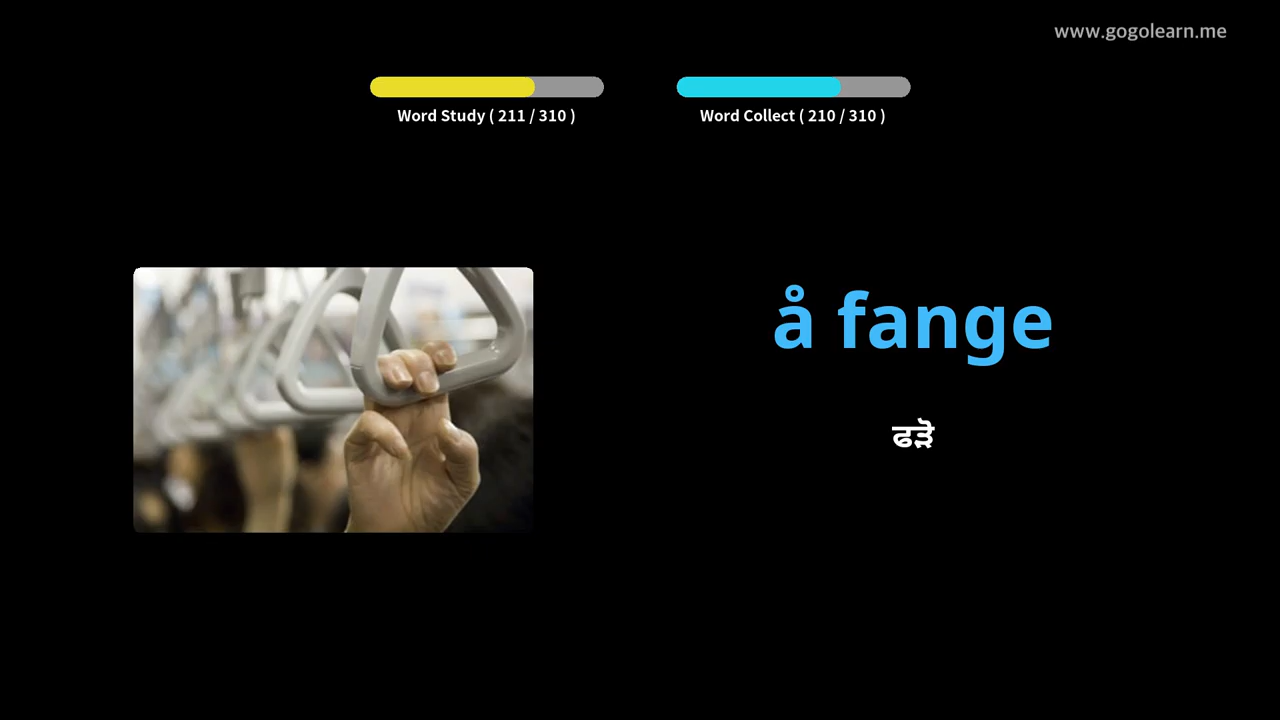 www.gogolearn.me
Word Study ( 211 / 310 )
Word Collect ( 210 / 310 )
å fange
ਫੜੋ